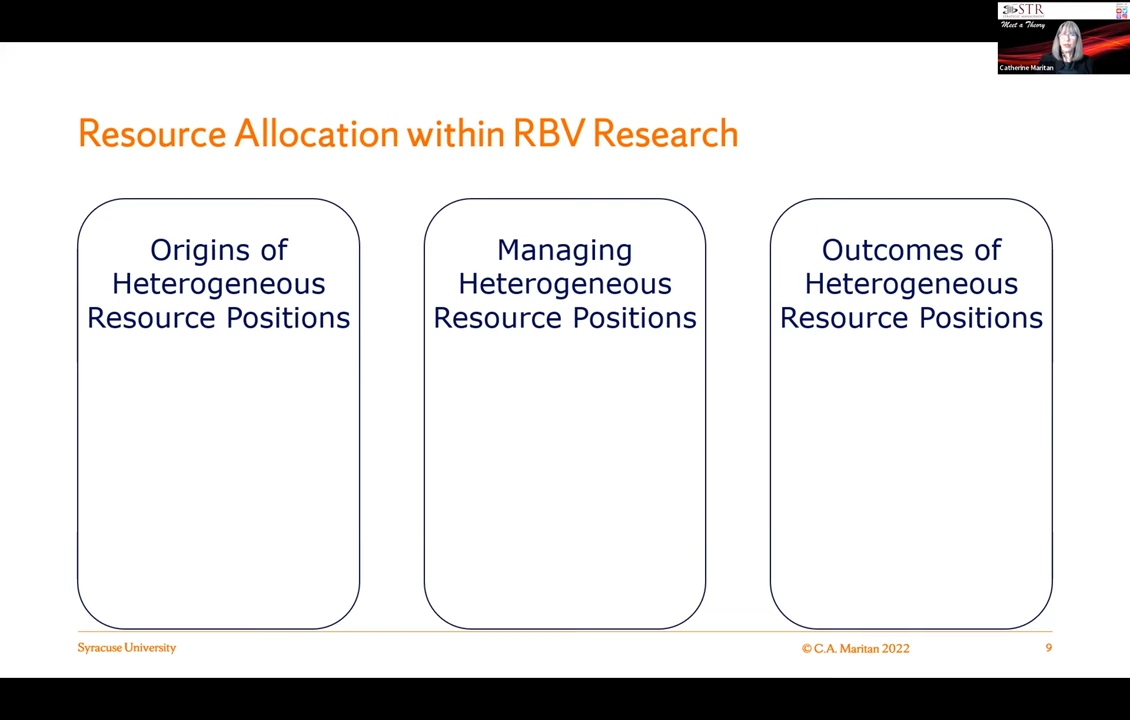 STR
Meet a Theory
Catherine Maritan
Resource Allocation within RBV Research
Origins of
Heterogeneous
Resource Positions
Managing
Heterogeneous
Resource Positions
Outcomes of
Heterogeneous
Resource Positions
Syracuse University
© C.A. Maritan 2022
9